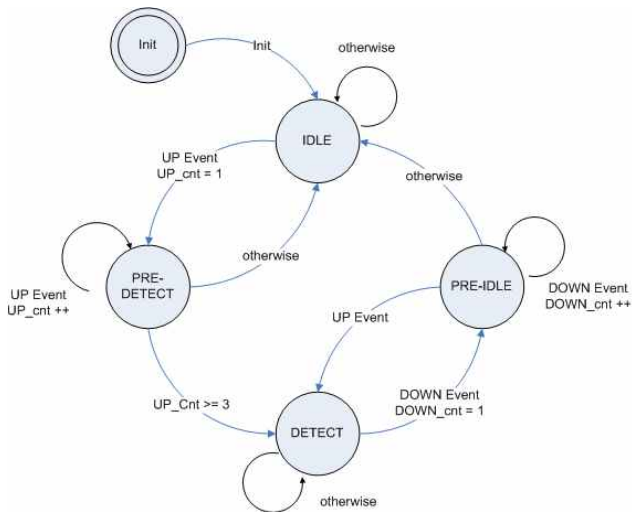 Init
Init
otherwise
IDLE
UP Event
UP_cnt = 1
otherwise
otherwise
PRE-
DETECT
PRE-IDLE
UP Event
UP_cnt ++
DOWN Event
DOWN_cnt ++
UP Event
UP_Cnt >= 3
DOWN Event
DOWN_cnt = 1
DETECT
otherwise